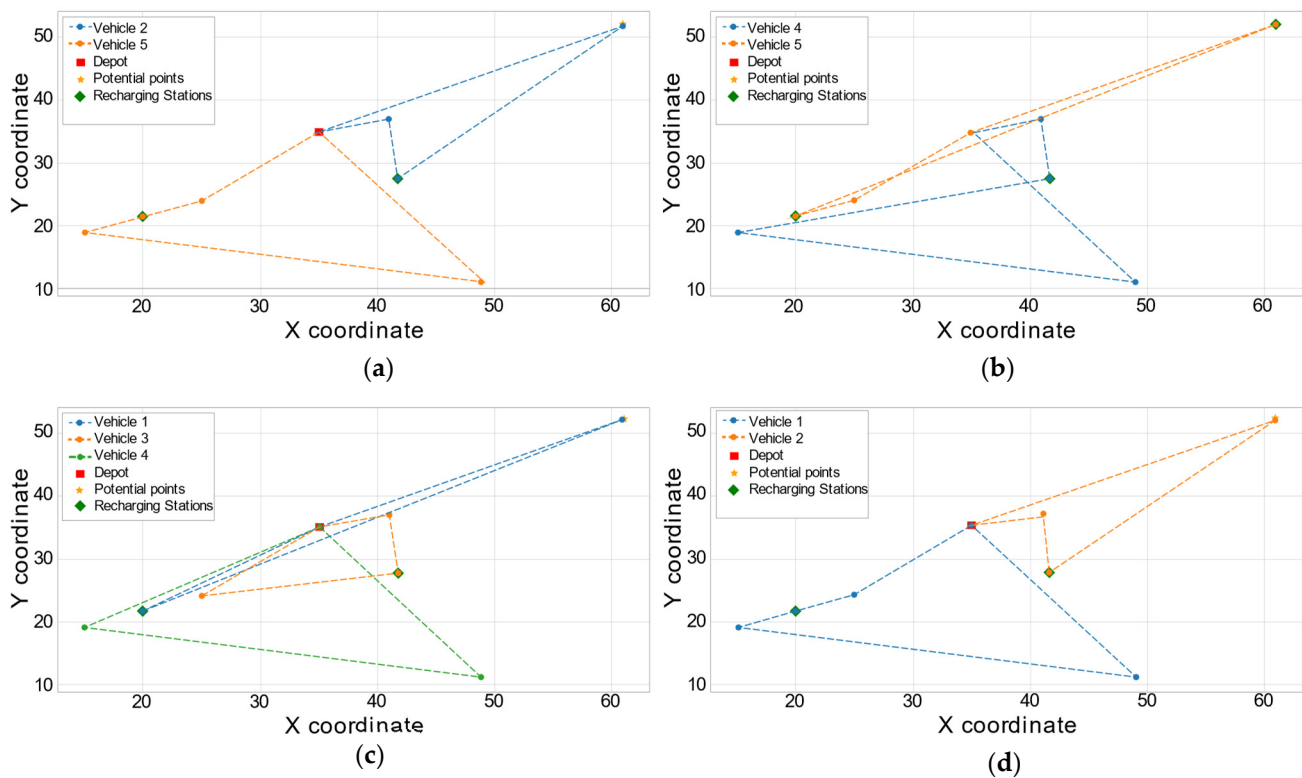 Vehicle 2
Vehicle 5
Depot
Potential points
Recharging Stations
50
40
30
20
10
Y coordinate
20 30 40 50 60
X coordinate
(a)
Vehicle 4
Vehicle 5
Depot
Potential points
Recharging Stations
50
40
30
20
10
Y coordinate
20 30 40 50 60
X coordinate
(b)
Vehicle 1
Vehicle 3
Vehicle 4
Depot
Potential points
Recharging Stations
50
40
30
20
10
Y coordinate
20 30 40 50 60
X coordinate.
(c)
Vehicle 1
Vehicle 2
Depot
Potential points
Recharging Stations
50
40
30
20
10
Y coordinate
20 30 40 50 60
X coordinate
(d)